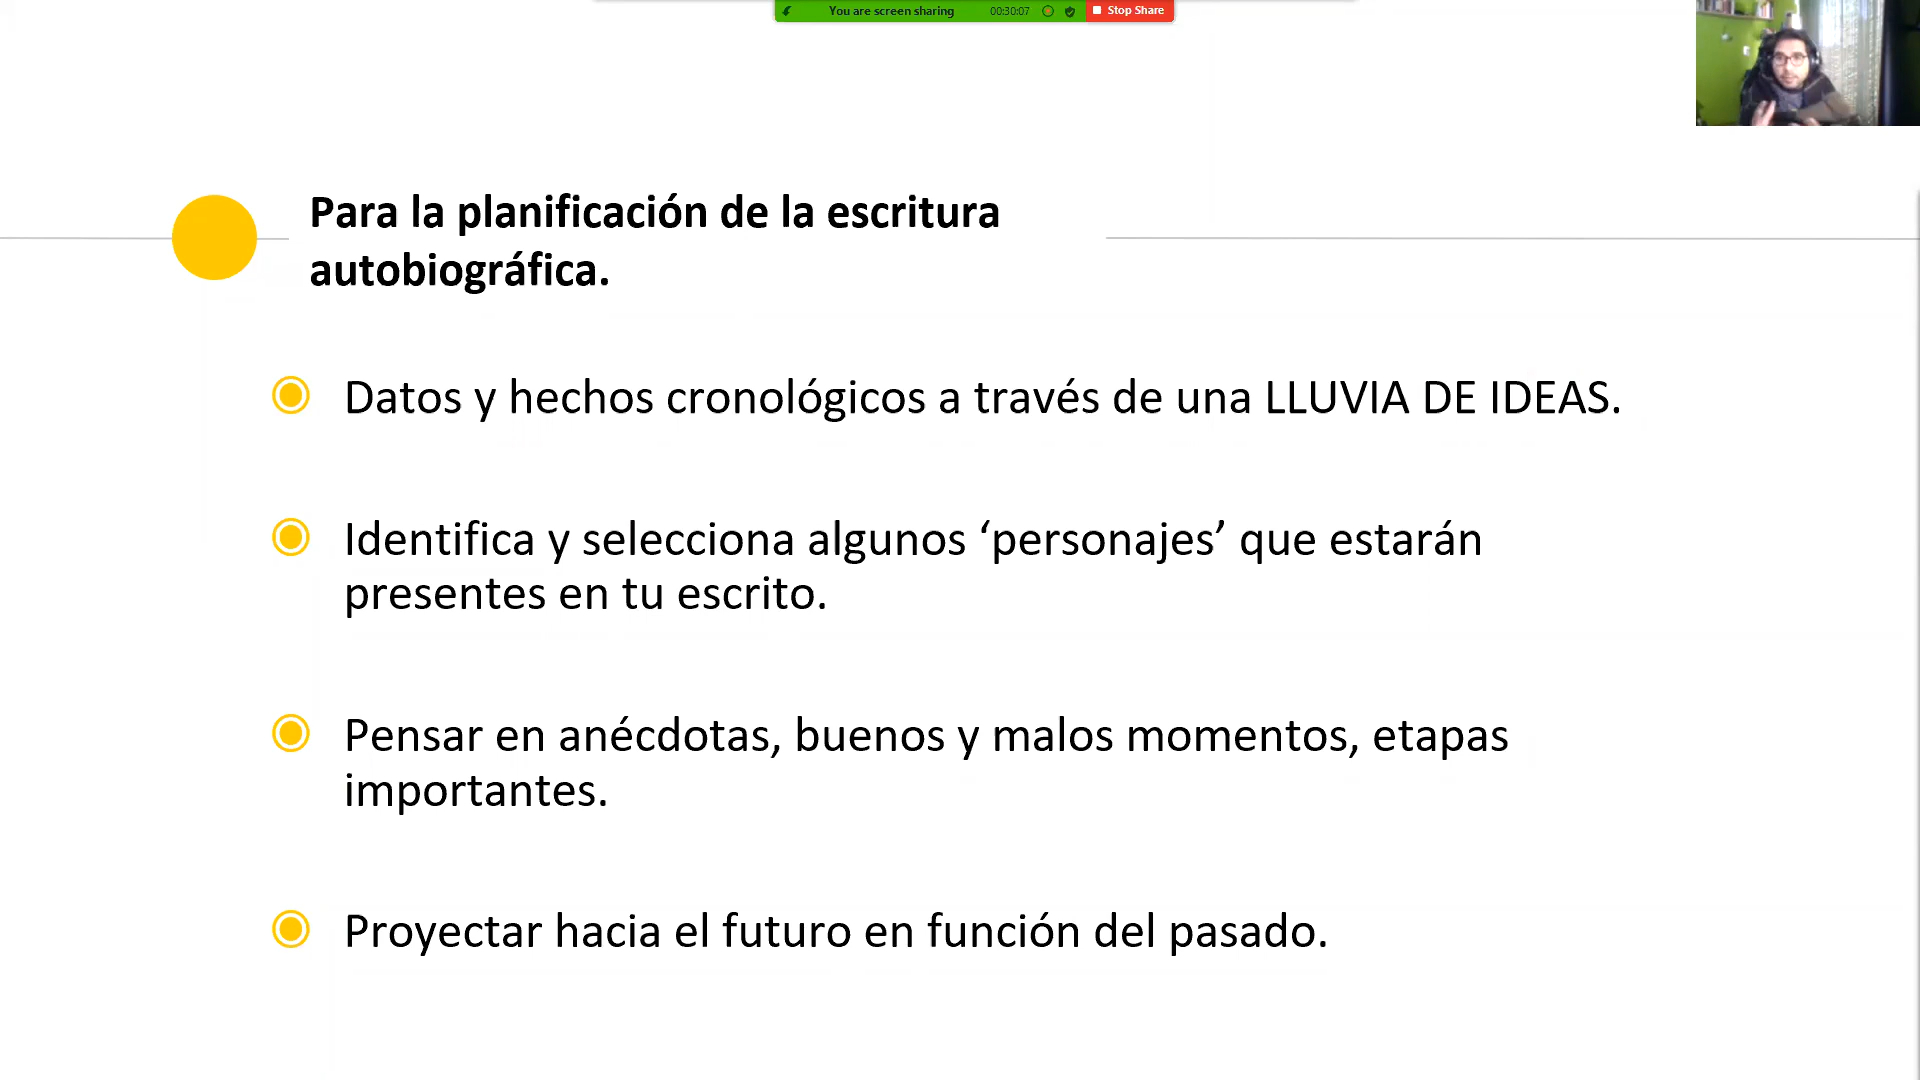 You are screen sharing 00:30:07 Stop Share
Para la planificación de la escritura
autobiográfica.
Datos y hechos cronológicos a través de una LLUVIA DE IDEAS.
Identifica y selecciona algunos ‘personajes’ que estarán
presentes en tu escrito.
Pensar en anécdotas, buenos y malos momentos, etapas
importantes.
Proyectar hacia el futuro en función del pasado.